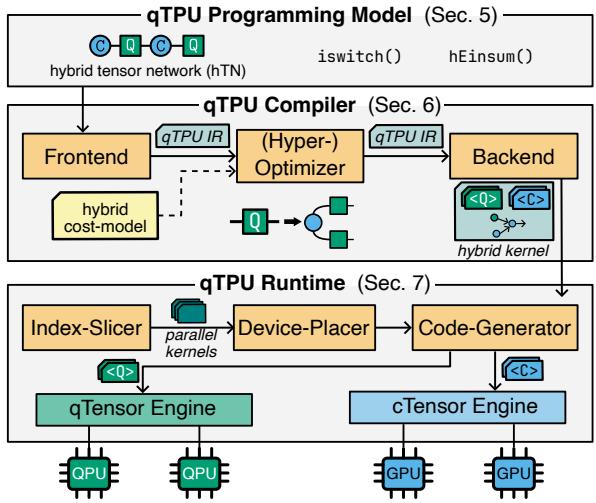 qTPU Programming Model (Sec. 5)
C Q C Q
iswitch() hEinsum()
hybrid tensor network (hTN)
qTPU Compiler (Sec. 6)
Frontend
qTPU IR
(Hyper-)
Optimizer
qTPU IR
Backend
hybrid
cost-model
Q
<Q> <C>
hybrid kernel
qTPU Runtime (Sec. 7)
Index-Slicer
parallel
kernels
Device-Placer
Code-Generator
<Q>
<C>
qTensor Engine
cTensor Engine
QPU QPU GPU GPU